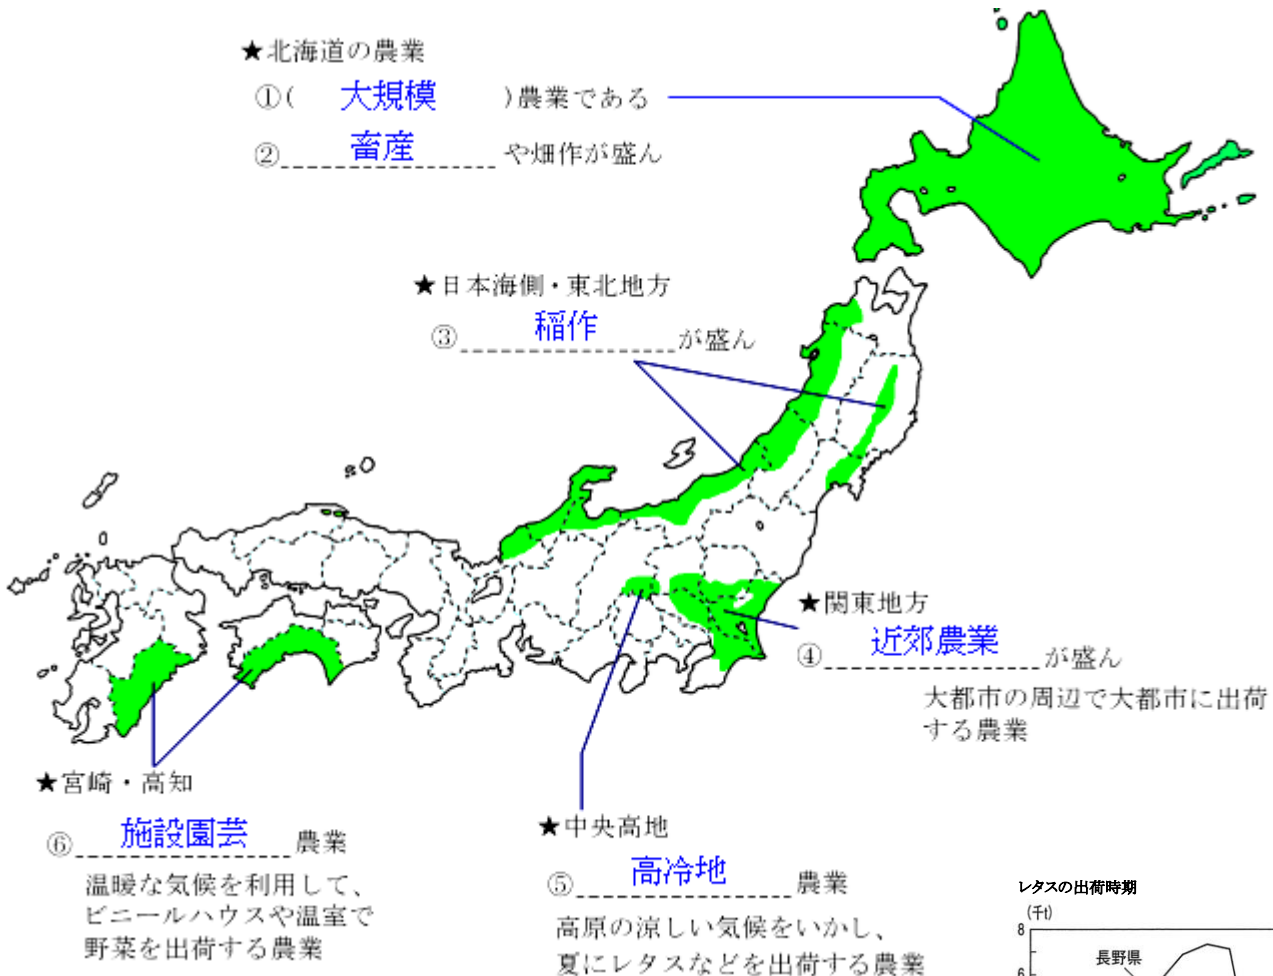 ★北海道の農業
①( 大規模 )農業である
②畜産や畑作が盛ん
★日本海側・東北地方
③稲作が盛ん
★関東地方
④近郊農業が盛ん
大都市の周辺で大都市に出荷
する農業
★宮崎・高知
⑥施設園芸農業
温暖な気候を利用して、
ビニールハウスや温室で
野菜を出荷する農業
★中央高地
⑤高冷地農業
高原の涼しい気候をいかし、
夏にレタスなどを出荷する農業
レタスの出荷時期
(千t)
8
長野県
6